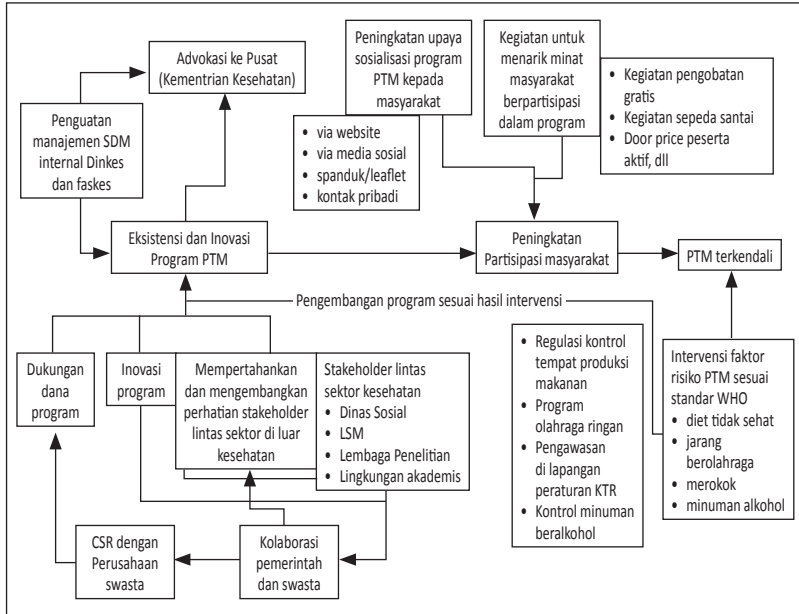 Advokasi ke Pusat
(Kementrian Kesehatan)
Peningkatan upaya
sosialisasi program
PTM kepada
masyarakat
Kegiatan untuk
menarik minat
masyarakat
berpartisipasi
dalam program
• Kegiatan pengobatan
gratis
• Kegiatan sepeda santai
• Door price peserta
aktif, dll
Penguatan
manajemen SDM
internal Dinkes
dan faskes
• via website
• via media sosial
• spanduk/leaflet
• kontak pribadi
Eksistensi dan Inovasi
Program PTM
Peningkatan
Partisipasi masyarakat
PTM terkendali
Pengembangan program sesuai hasil intervensi
Dukungan
dana
program
Inovasi
program
Mempertahankan
dan mengembangkan
perhatian stakeholder
lintas sektor di luar
kesehatan
Stakeholder lintas
sektor kesehatan
• Dinas Sosial
• LSM
• Lembaga Penelitian
• Lingkungan akademis
• Regulasi kontrol
tempat produksi
makanan
• Program
olahraga ringan
• Pengawasan
di lapangan
peraturan KTR
• Kontrol minuman
beralkohol
Intervensi faktor
risiko PTM sesuai
standar WHO
• diet tidak sehat
• jarang
berolahraga
• merokok
• minuman alkohol
CSR dengan
Perusahaan
swasta
Kolaborasi
pemerintah
dan swasta